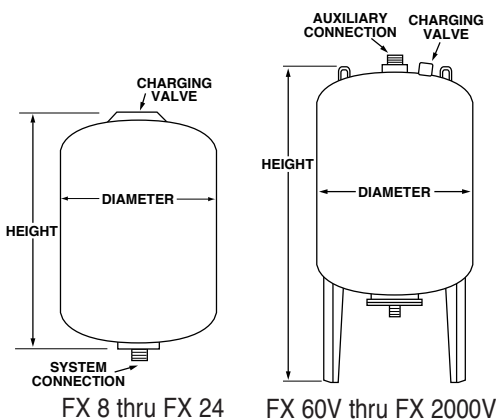 CHARGING
VALVE
DIAMETER
HEIGHT
SYSTEM
CONNECTION
FX 8 thru FX 24
AUXILIARY
CONNECTION
CHARGING
VALVE
HEIGHT
DIAMETER
FX 60V thru FX 2000V